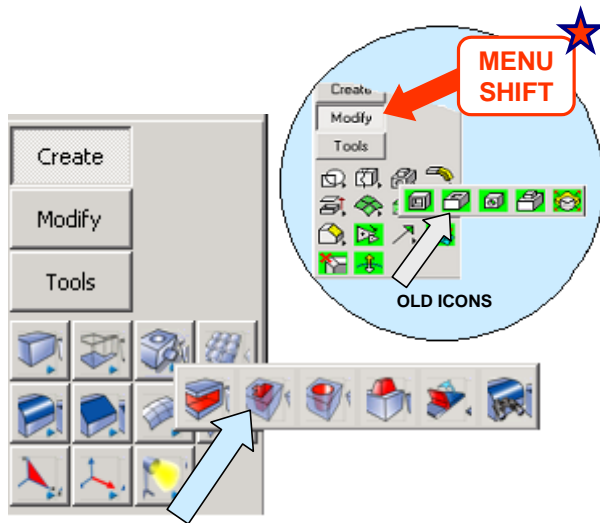 MENU
SHIFT
Create
Modify
Tools
OLD ICONS
Create
Modify
Tools